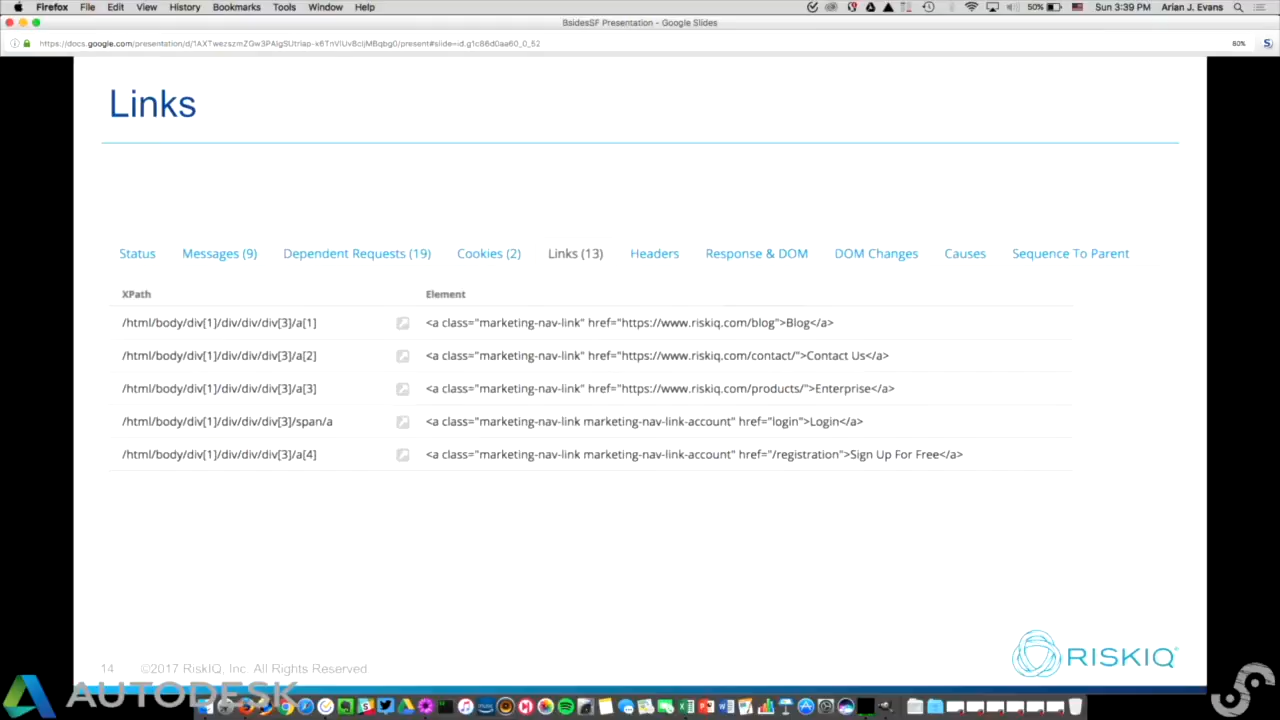 Firefox File Edit View History Bookmarks Tools Window Help 50% Sun 3:39 PM Arian J. Evans
BsidesSF Presentation - Google Slides
80%
Links
Status Messages (9) Dependent Requests (19) Cookies (2) Links (13) Headers Response & DOM DOM Changes Causes Sequence To Parent
XPath Element
/html/body/div[1]/div/div/div[3]/a[1] <a class="marketing-nav-link" href="https://www.riskiq.com/blog">Blog</a>
/html/body/div[1]/div/div/div[3]/a[2] <a class="marketing-nav-link" href="https://www.riskiq.com/contact/">Contact Us</a>
/html/body/div[1]/div/div/div[3]/a[3] <a class="marketing-nav-link" href="https://www.riskiq.com/products/">Enterprise</a>
/html/body/div[1]/div/div/div[3]/span/a <a class="marketing-nav-link marketing-nav-link-account" href="login">Login</a>
/html/body/div[1]/div/div/div[3]/a[4] <a class="marketing-nav-link marketing-nav-link-account" href="/registration">Sign Up For Free</a>
RISKIQ
14 ©2017 RiskIQ, Inc. All Rights Reserved
AUTODESK